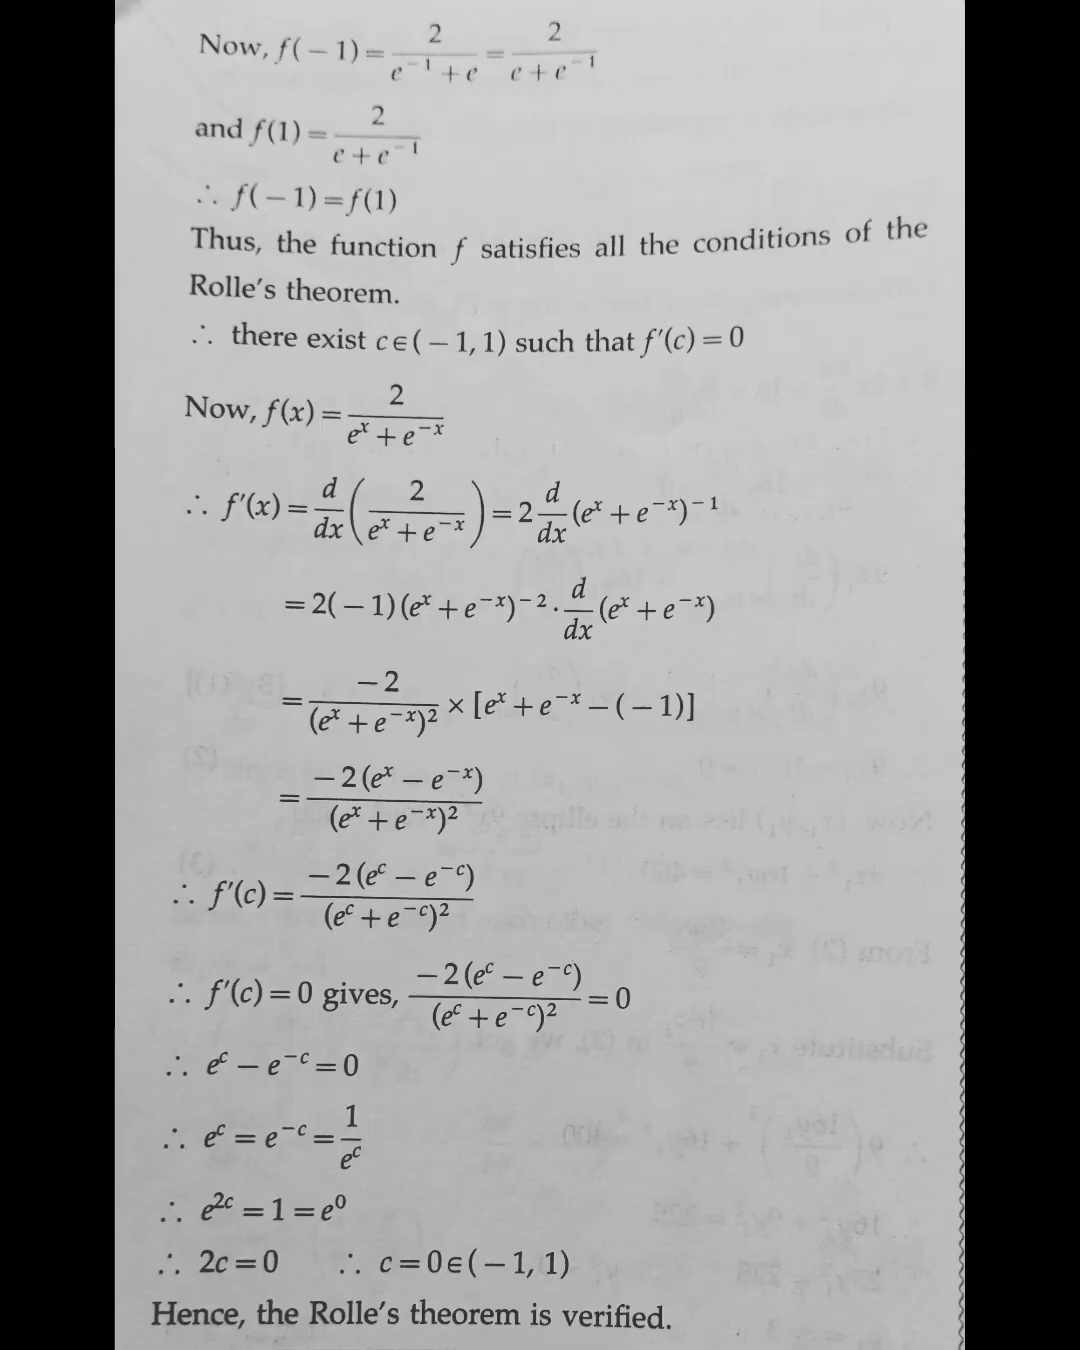 Now, f(– 1) = 2/(e^–1 + e) = 2/(e + e^–1)
and f(1) = 2/(e + e^–1)
∴ f(– 1) = f(1)
Thus, the function f satisfies all the conditions of the
Rolle's theorem.
∴ there exist c ∈ (– 1, 1) such that f′(c) = 0
Now, f(x) = 2/(e^x + e^–x)
∴ f′(x) = d/dx (2/(e^x + e^–x)) = 2 d/dx (e^x + e^–x)^–1
= 2(– 1)(e^x + e^–x)^–2 · d/dx (e^x + e^–x)
= –2/(e^x + e^–x)^2 × [e^x + e^–x – (– 1)]
= –2(e^x – e^–x)/(e^x + e^–x)^2
∴ f′(c) = –2(e^c – e^–c)/(e^c + e^–c)^2
∴ f′(c) = 0 gives, –2(e^c – e^–c)/(e^c + e^–c)^2 = 0
∴ e^c – e^–c = 0
∴ e^c = e^–c = 1/e^c
∴ e^2c = 1 = e^0
∴ 2c = 0 ∴ c = 0 ∈ (– 1, 1)
Hence, the Rolle's theorem is verified.